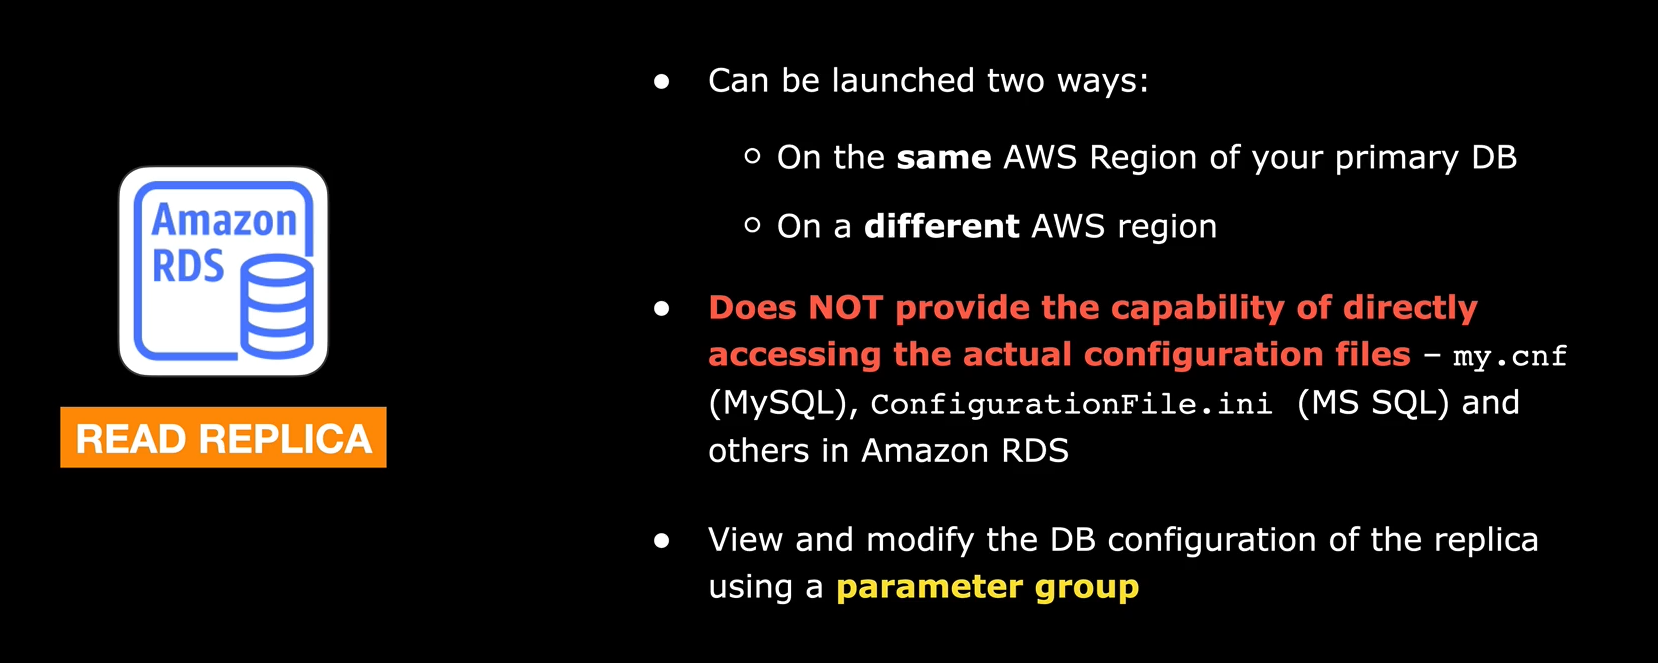 Amazon
RDS
READ REPLICA
● Can be launched two ways:
○ On the same AWS Region of your primary DB
○ On a different AWS region
● Does NOT provide the capability of directly
accessing the actual configuration files – my.cnf
(MySQL), ConfigurationFile.ini (MS SQL) and
others in Amazon RDS
● View and modify the DB configuration of the replica
using a parameter group